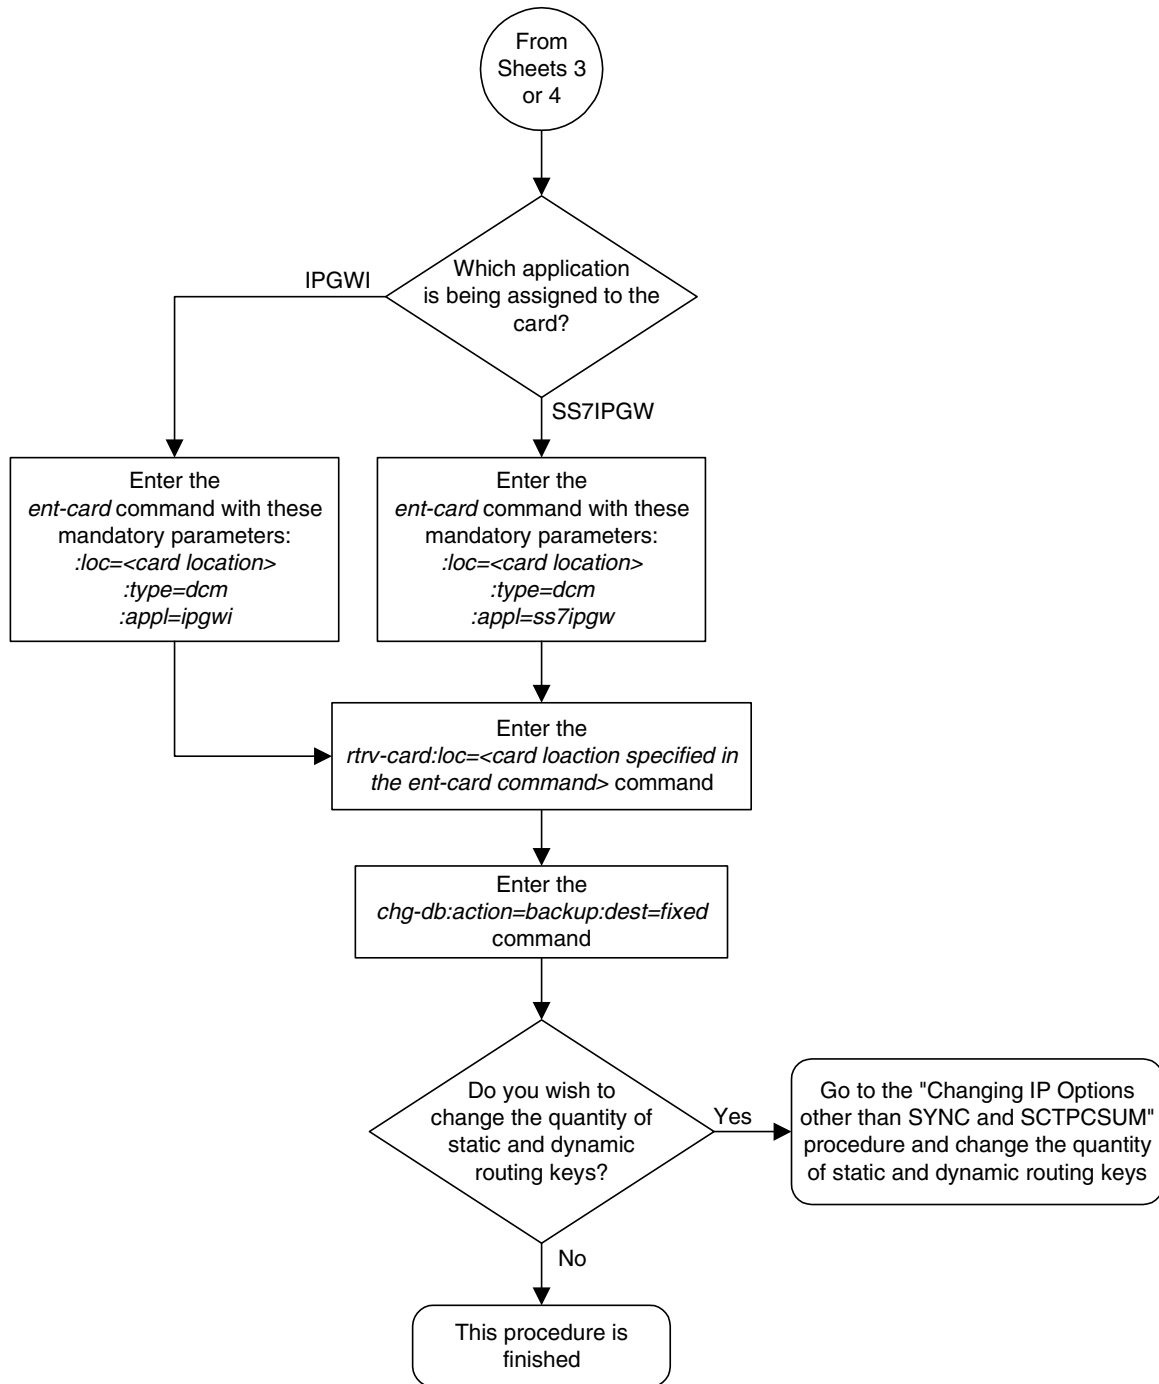 From
Sheets 3
or 4
Which application
is being assigned to the
card?
IPGWI
SS7IPGW
Enter the
ent-card command with these
mandatory parameters:
:loc=<card location>
:type=dcm
:appl=ipgwi
Enter the
ent-card command with these
mandatory parameters:
:loc=<card location>
:type=dcm
:appl=ss7ipgw
Enter the
rtrv-card:loc=<card loaction specified in
the ent-card command> command
Enter the
chg-db:action=backup:dest=fixed
command
Do you wish to
change the quantity of
static and dynamic
routing keys?
Yes
Go to the "Changing IP Options
other than SYNC and SCTPCSUM"
procedure and change the quantity
of static and dynamic routing keys
No
This procedure is
finished